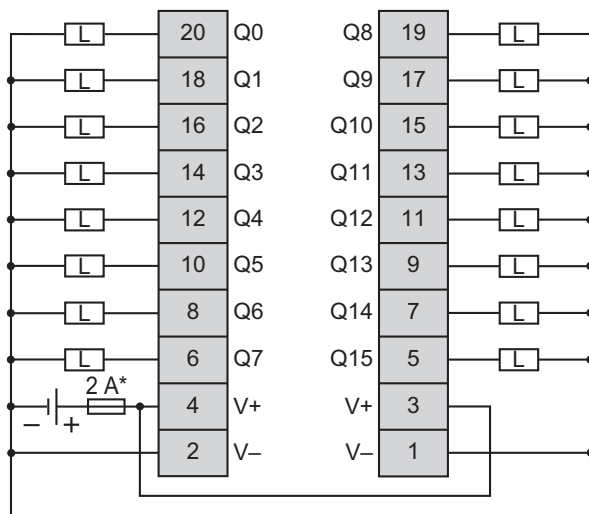 L 20 Q0 Q8 19 L
L 18 Q1 Q9 17 L
L 16 Q2 Q10 15 L
L 14 Q3 Q11 13 L
L 12 Q4 Q12 11 L
L 10 Q5 Q13 9 L
L 8 Q6 Q14 7 L
L 6 Q7 Q15 5 L
2 A*
– + 4 V+ V+ 3
2 V– V– 1